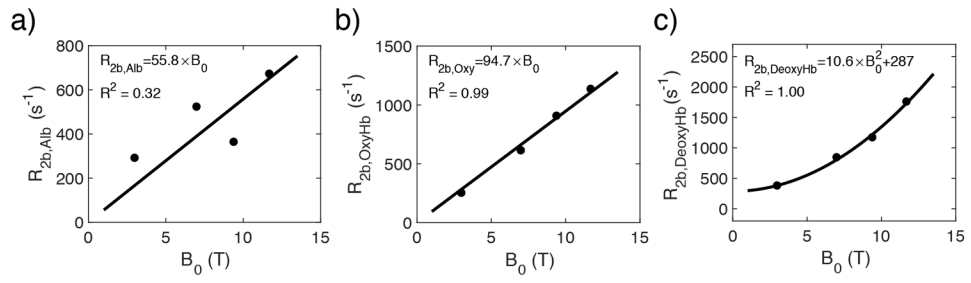 a)
R2b,Alb=55.8×B0
R² = 0.32
R2b,Alb (s⁻¹)
800
600
400
200
0
0 5 10 15
B0 (T)
b)
R2b,Oxy=94.7×B0
R² = 0.99
R2b,OxyHb (s⁻¹)
1500
1000
500
0
0 5 10 15
B0 (T)
c)
R2b,DeoxyHb=10.6×B0²+287
R² = 1.00
R2b,DeoxyHb (s⁻¹)
2500
2000
1500
1000
500
0
0 5 10 15
B0 (T)